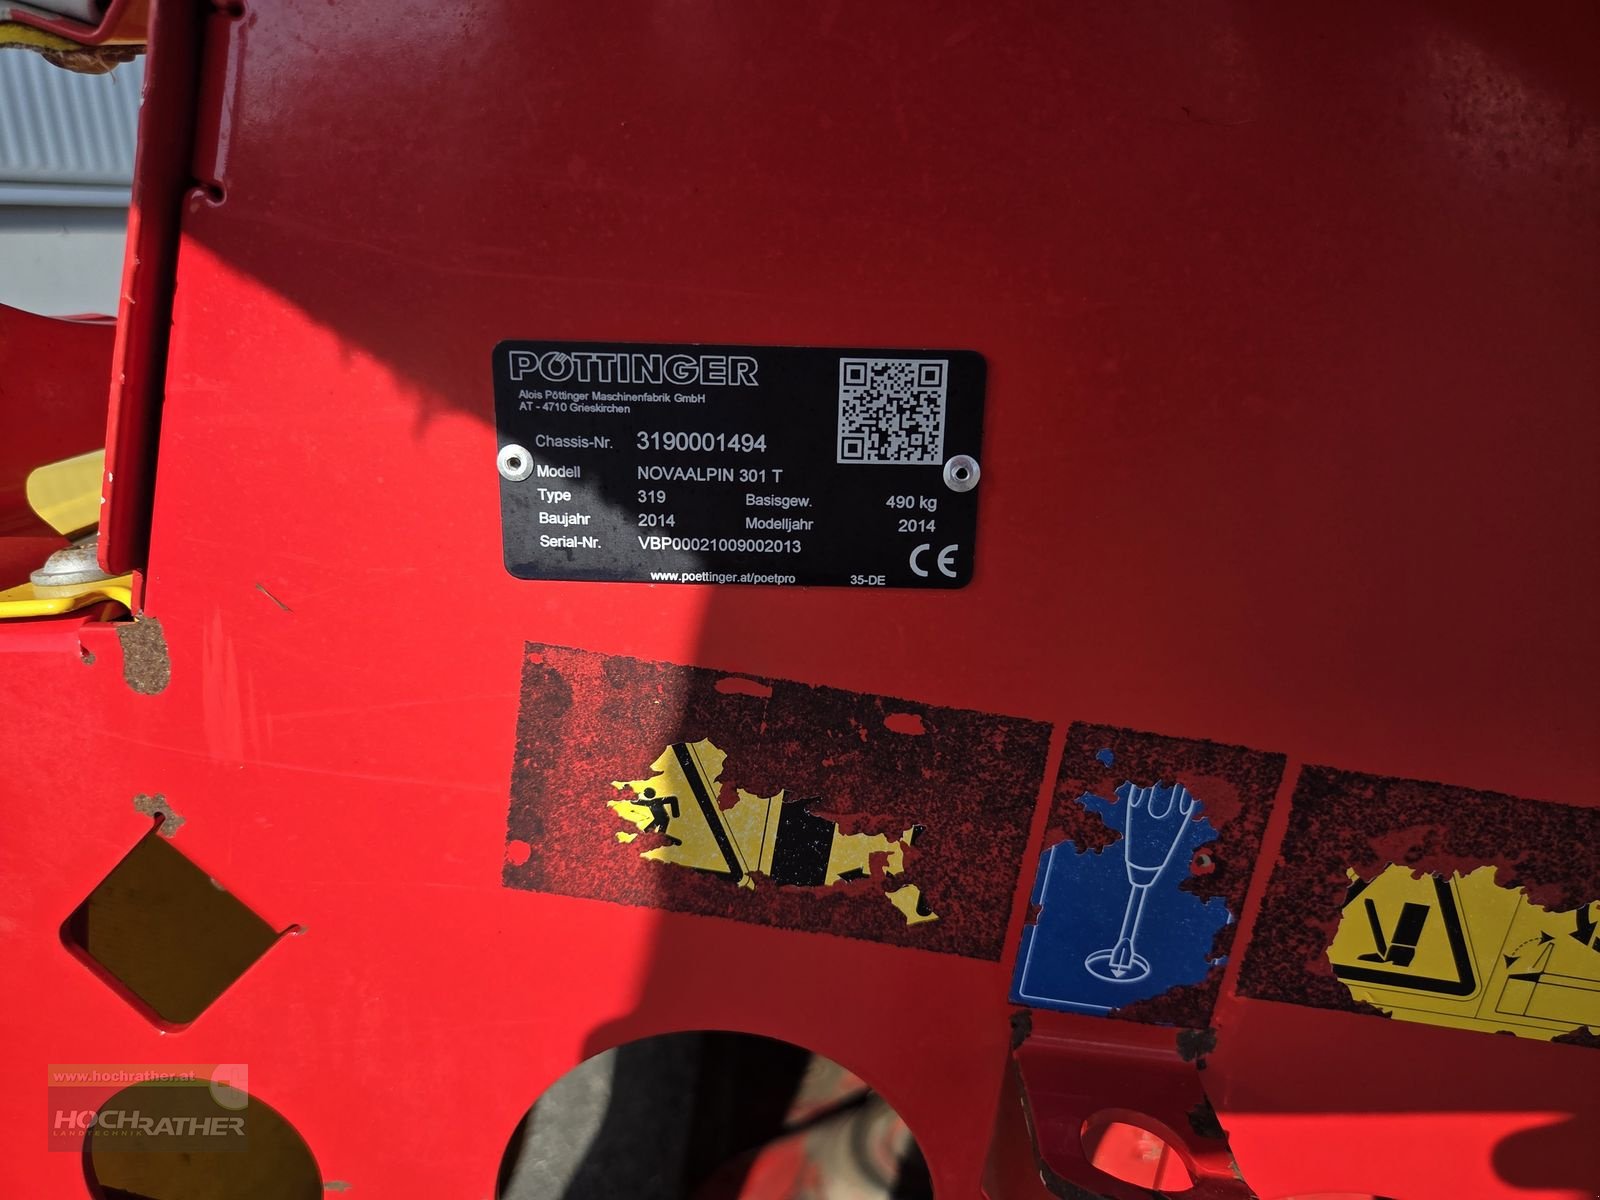 PÖTTINGER
Alois Pöttinger Maschinenfabrik GmbH
AT - 4710 Grieskirchen
Chassis-Nr. 3190001494
Modell NOVAALPIN 301 T
Type 319 Basisgew. 490 kg
Baujahr 2014 Modelljahr 2014
Serial-Nr. VBP00021009002013
CE
www.poettinger.at/poetpro 35-DE
www.hochrather.at
HOCHRATHER
LANDTECHNIK